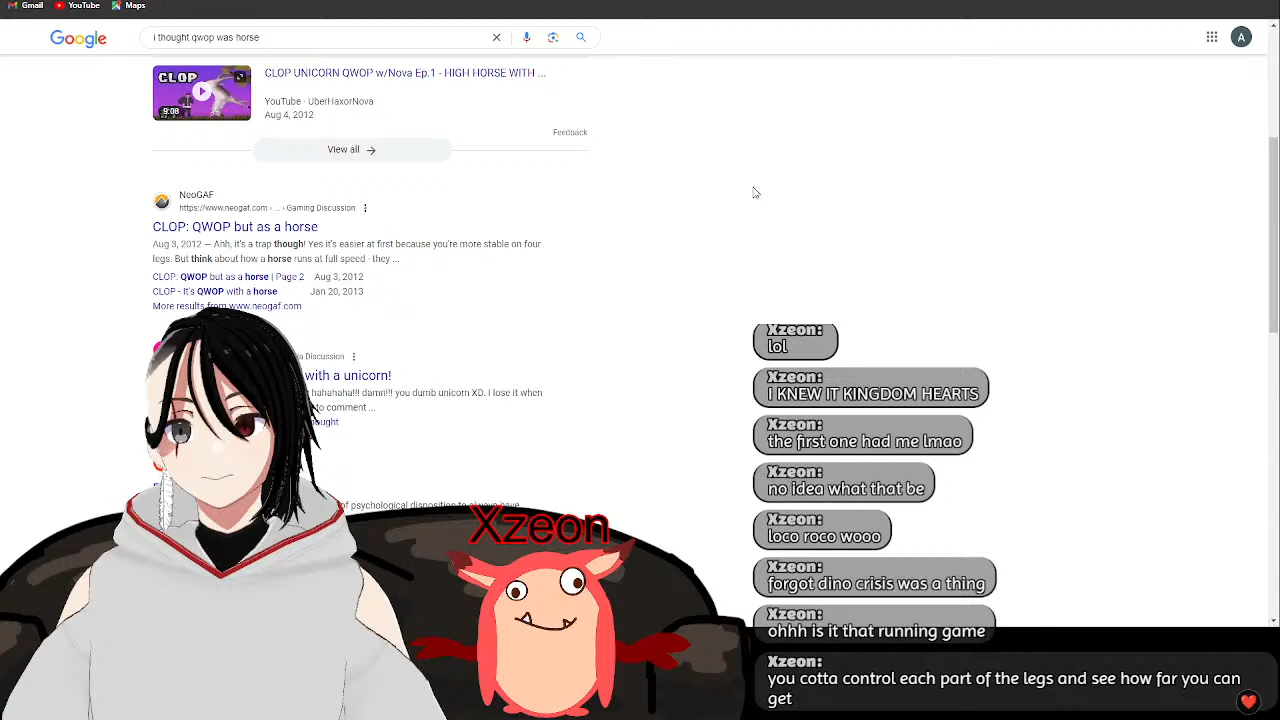 Gmail YouTube Maps
Google i thought qwop was horse A
CLOP
9:08
CLOP UNICORN QWOP w/Nova Ep.1 - HIGH HORSE WITH ...
YouTube · UberHaxorNova
Aug 4, 2012
Feedback
View all →
NeoGAF
https://www.neogaf.com › ... › Gaming Discussion
CLOP: QWOP but as a horse
Aug 3, 2012 — Ahh, it's a trap though! Yes it's easier at first because you're more stable on four
legs. But think about how a horse runs at full speed - they ...
CLOP: QWOP but as a horse | Page 2 Aug 3, 2012
CLOP - It's QWOP with a horse Jan 20, 2013
More results from www.neogaf.com
Discussion
with a unicorn!
hahahaha!!! damn!!! you dumb unicorn XD. I lose it when
to comment ...
of psychological disposition to always have
Xzeon
Xzeon:
lol
Xzeon:
I KNEW IT KINGDOM HEARTS
Xzeon:
the first one had me lmao
Xzeon:
no idea what that be
Xzeon:
loco roco wooo
Xzeon:
forgot dino crisis was a thing
Xzeon:
ohhh is it that running game
Xzeon:
you cotta control each part of the legs and see how far you can
get